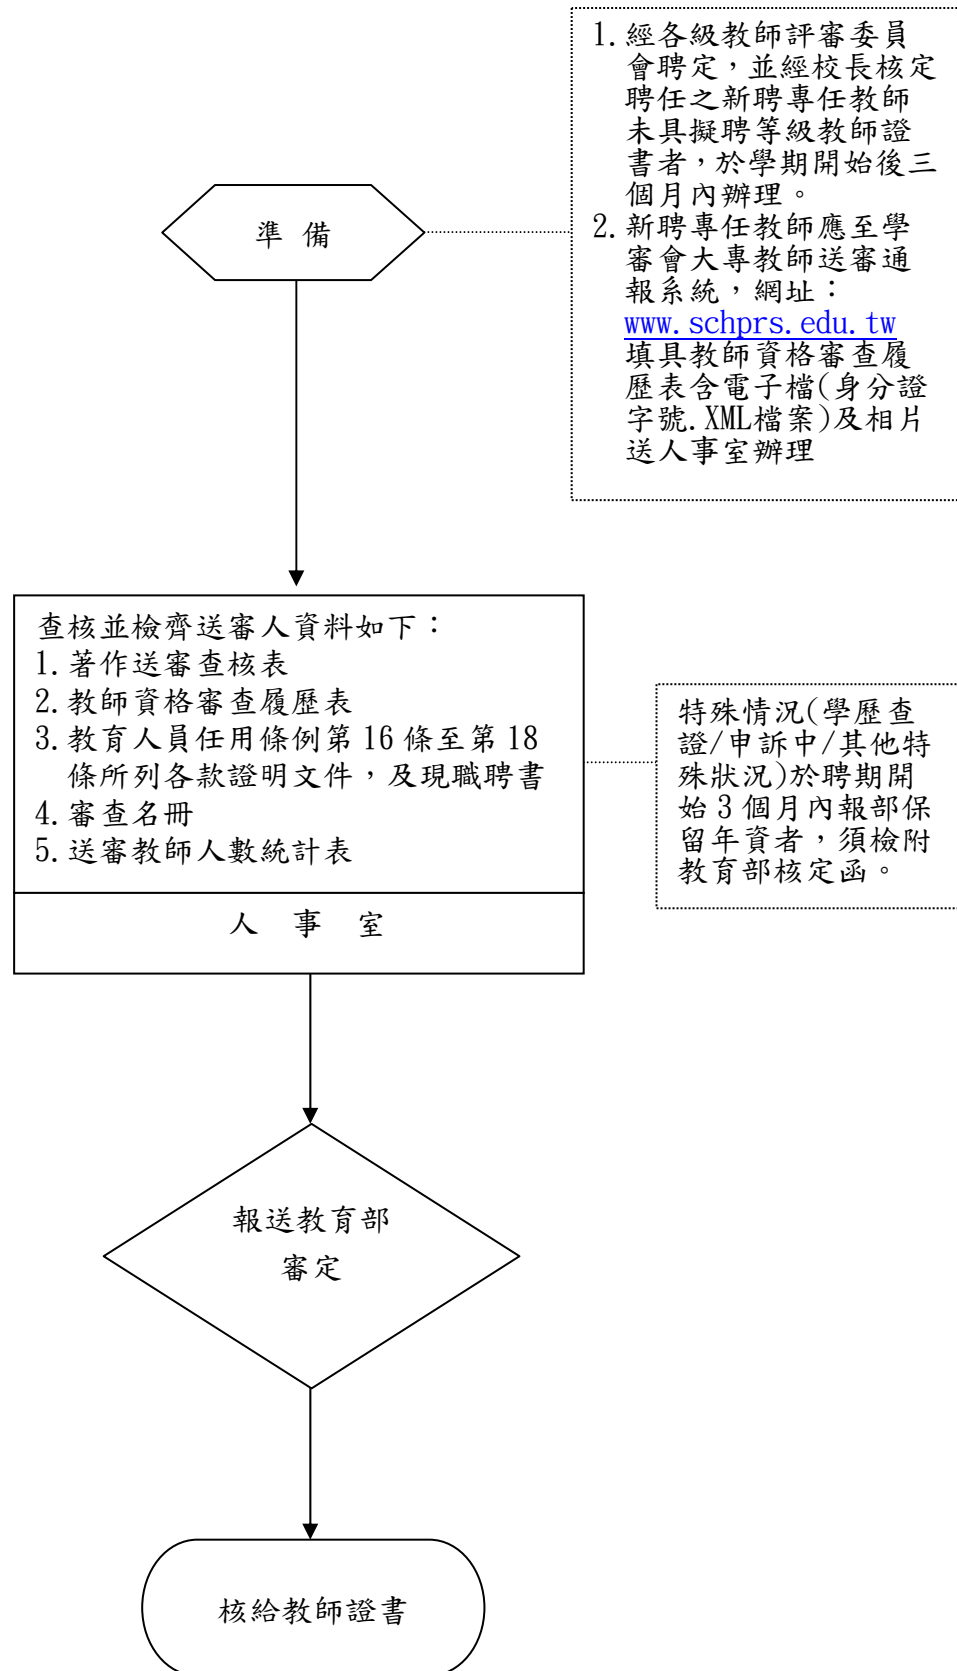 1.經各級教師評審委員
會聘定，並經校長核定
聘任之新聘專任教師
未具擬聘等級教師證
書者，於學期開始後三
個月內辦理。
2.新聘專任教師應至學
審會大專教師送審通
報系統，網址：
www.schprs.edu.tw
填具教師資格審查履
歷表含電子檔(身分證
字號.XML檔案)及相片
送人事室辦理
準 備
查核並檢齊送審人資料如下：
1.著作送審查核表
2.教師資格審查履歷表
3.教育人員任用條例第 16 條至第 18
條所列各款證明文件，及現職聘書
4.審查名冊
5.送審教師人數統計表
人 事 室
特殊情況(學歷查
證/申訴中/其他特
殊狀況)於聘期開
始 3 個月內報部保
留年資者，須檢附
教育部核定函。
報送教育部
審定
核給教師證書